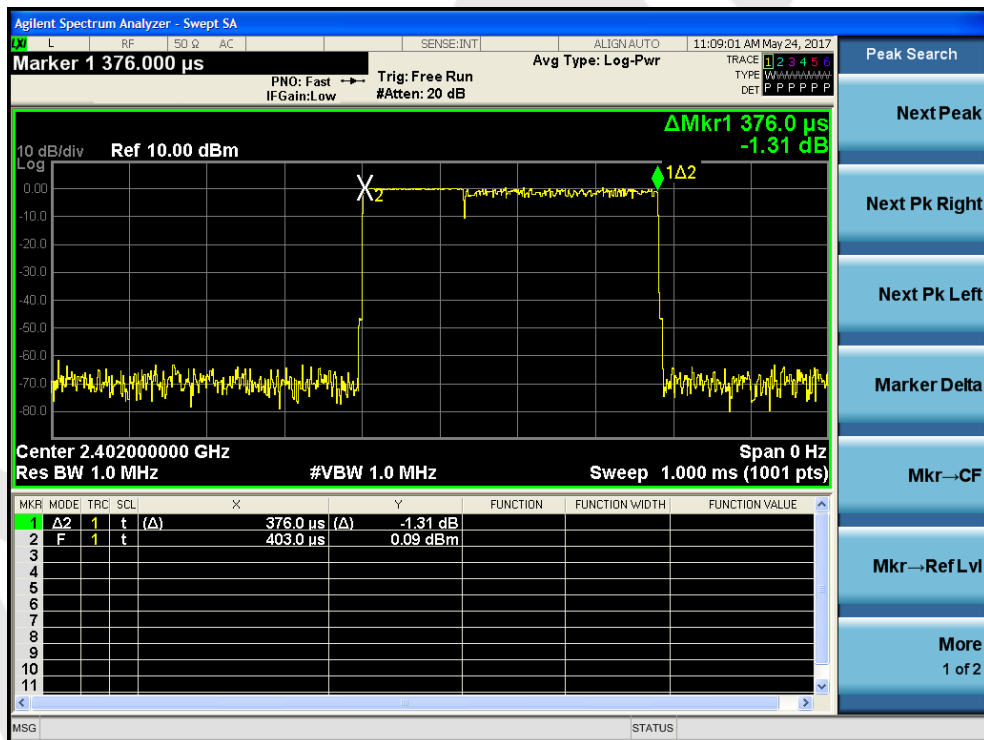 Agilent Spectrum Analyzer - Swept SA
LXI L RF 50 Ω AC SENSE:INT ALIGNAUTO 11:09:01 AM May 24, 2017
Marker 1 376.000 µs
PNO: Fast
IFGain:Low
Trig: Free Run
#Atten: 20 dB
Avg Type: Log-Pwr
TRACE 1 2 3 4 5 6
TYPE WWWWWW
DET P P P P P P
ΔMkr1 376.0 µs
-1.31 dB
10 dB/div Ref 10.00 dBm
Log
1Δ2
0.00
2
-10.0
-20.0
-30.0
-40.0
-50.0
-60.0
-70.0
-80.0
Center 2.402000000 GHz Span 0 Hz
Res BW 1.0 MHz #VBW 1.0 MHz Sweep 1.000 ms (1001 pts)
MKR MODE TRC SCL X Y FUNCTION FUNCTION WIDTH FUNCTION VALUE
1 Δ2 1 t (Δ) 376.0 µs (Δ) -1.31 dB
2 F 1 t 403.0 µs 0.09 dBm
3
4
5
6
7
8
9
10
11
MSG STATUS
Peak Search
Next Peak
Next Pk Right
Next Pk Left
Marker Delta
Mkr→CF
Mkr→Ref Lvl
More
1 of 2